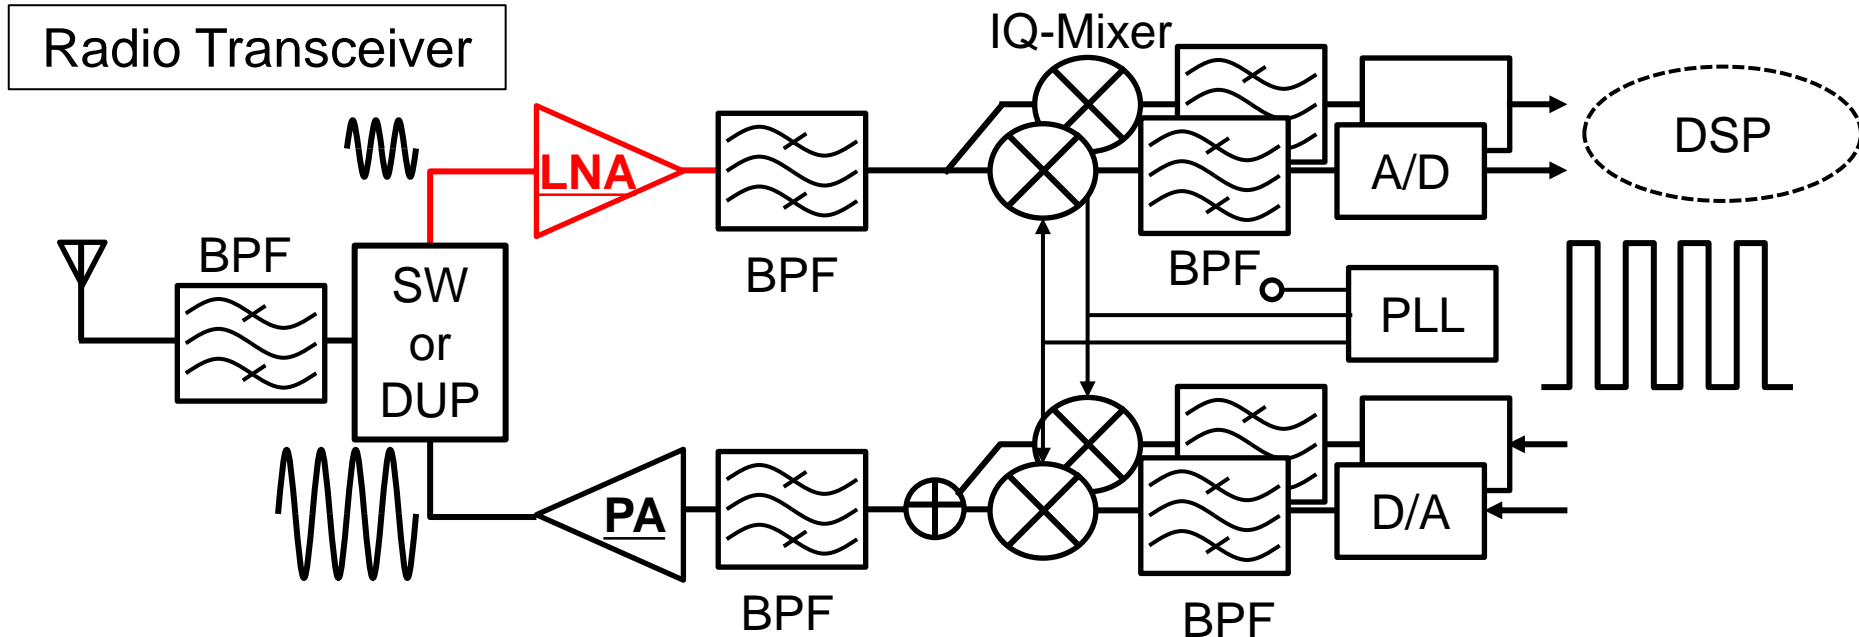 Radio Transceiver
IQ-Mixer
LNA
A/D
DSP
BPF
BPF
BPF
SW
or
DUP
PLL
PA
D/A
BPF
BPF